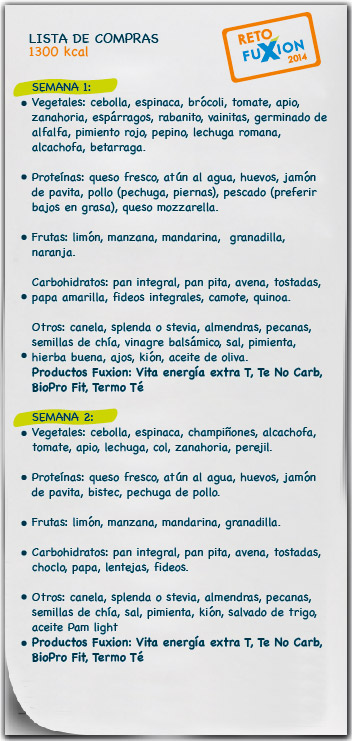 LISTA DE COMPRAS
1300 kcal
RETO
FUXION
2014
SEMANA 1:
Vegetales: cebolla, espinaca, brócoli, tomate, apio,
zanahoria, espárragos, rabanito, vainitas, germinado de
alfalfa, pimiento rojo, pepino, lechuga romana,
alcachofa, betarraga.
Proteínas: queso fresco, atún al agua, huevos, jamón
de pavita, pollo (pechuga, piernas), pescado (preferir
bajos en grasa), queso mozzarella.
Frutas: limón, manzana, mandarina, granadilla,
naranja.
Carbohidratos: pan integral, pan pita, avena, tostadas,
papa amarilla, fideos integrales, camote, quinoa.
Otros: canela, splenda o stevia, almendras, pecanas,
semillas de chía, vinagre balsámico, sal, pimienta,
hierba buena, ajos, kión, aceite de oliva.
Productos Fuxion: Vita energía extra T, Te No Carb,
BioPro Fit, Termo Té
SEMANA 2:
Vegetales: cebolla, espinaca, champiñones, alcachofa,
tomate, apio, lechuga, col, zanahoria, perejil.
Proteínas: queso fresco, atún al agua, huevos, jamón
de pavita, bistec, pechuga de pollo.
Frutas: limón, manzana, mandarina, granadilla.
Carbohidratos: pan integral, pan pita, avena, tostadas,
choclo, papa, lentejas, fideos.
Otros: canela, splenda o stevia, almendras, pecanas,
semillas de chía, sal, pimienta, kión, salvado de trigo,
aceite Pam light
Productos Fuxion: Vita energía extra T, Te No Carb,
BioPro Fit, Termo Té